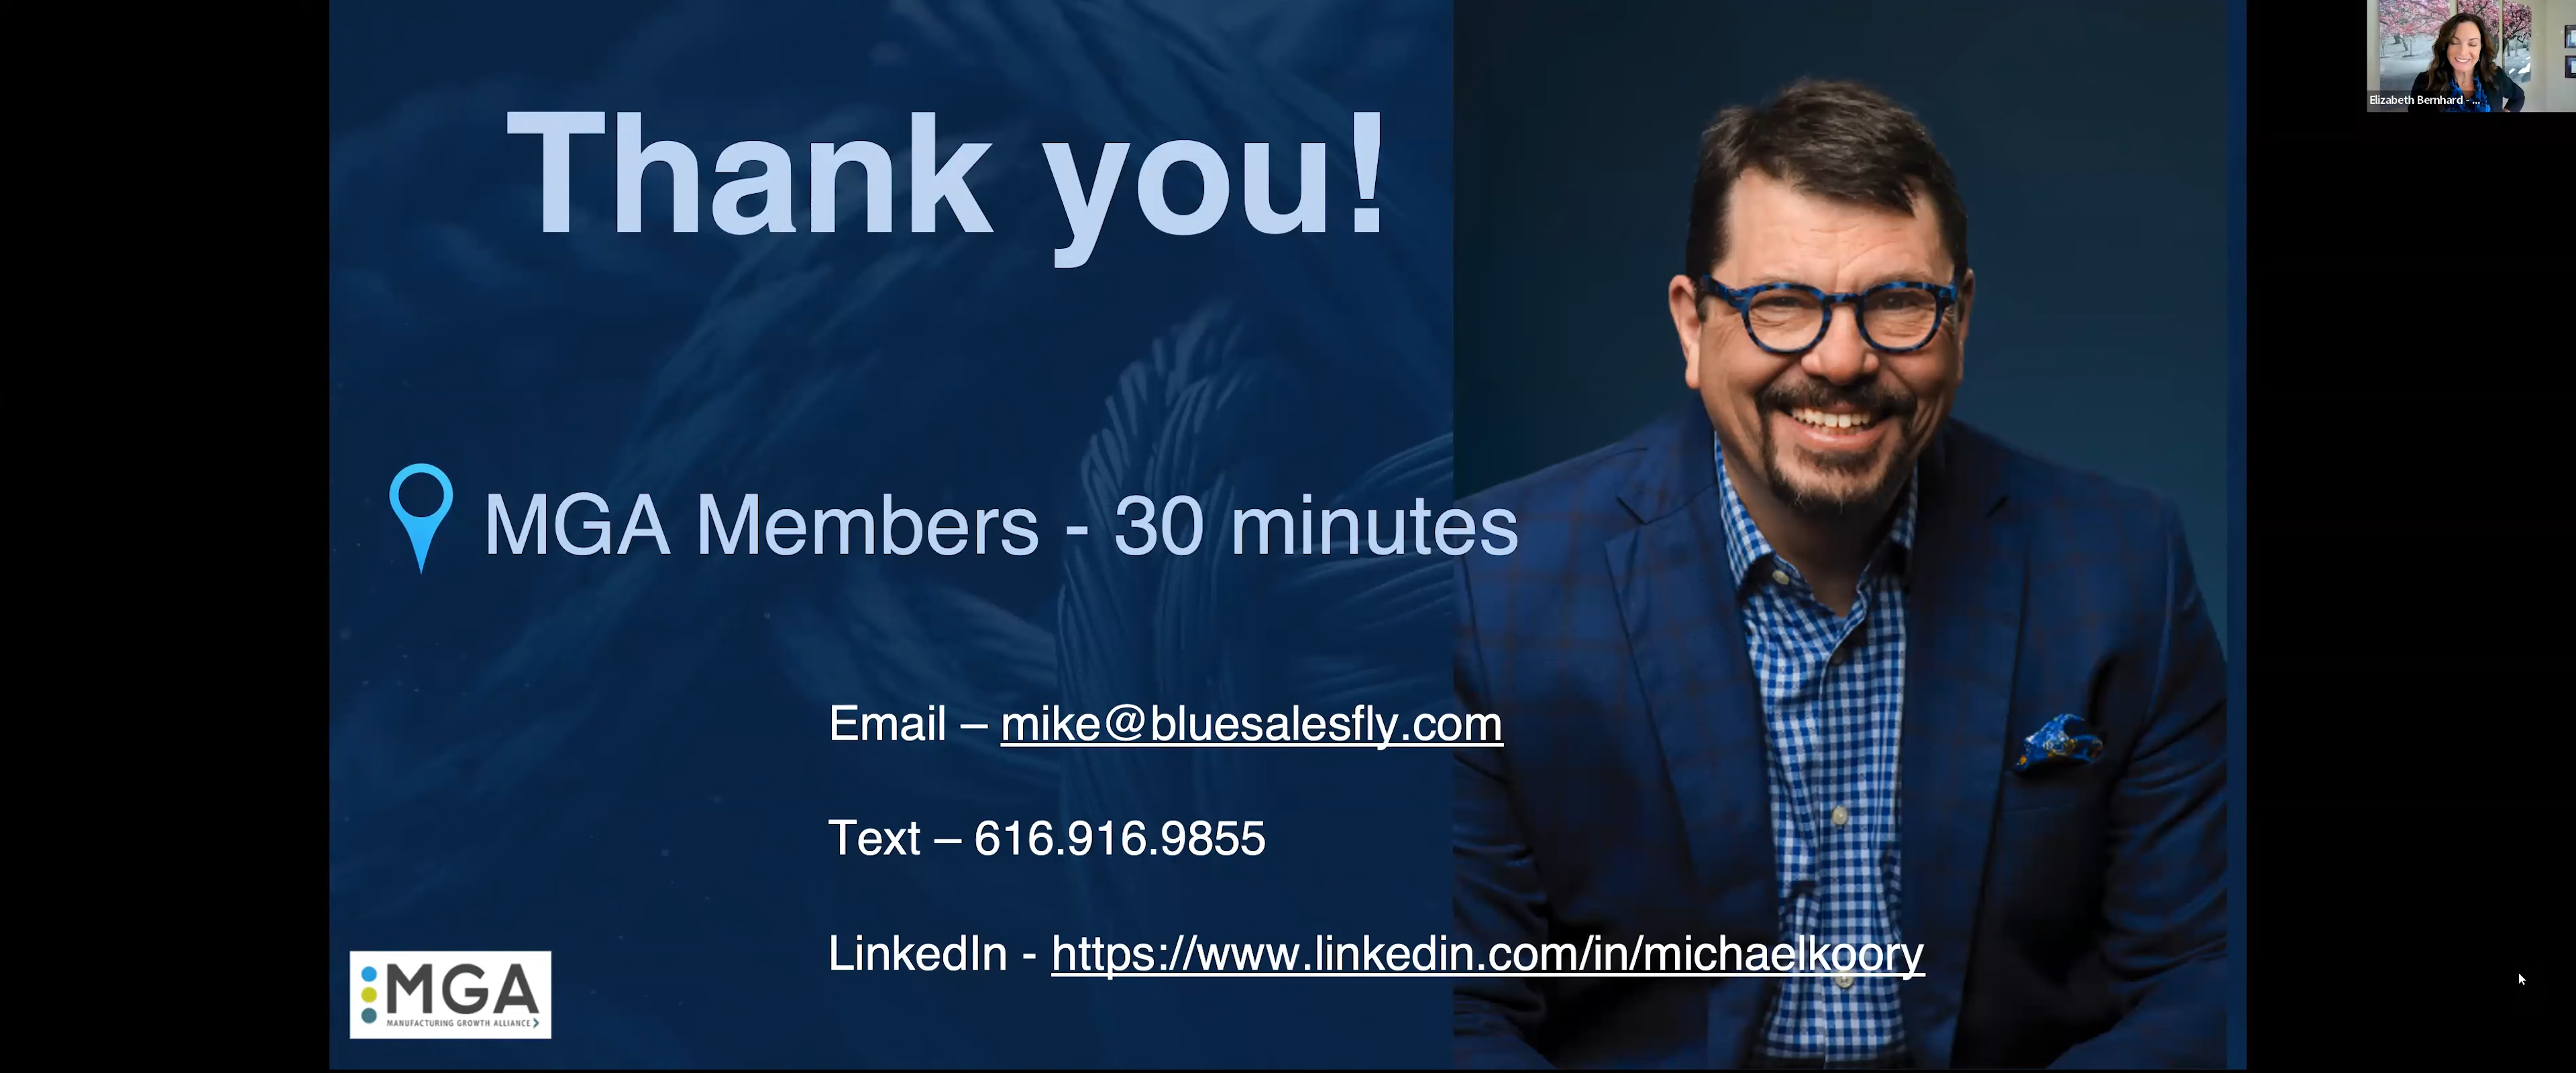 Thank you!
MGA Members - 30 minutes
Email – mike@bluesalesfly.com
Text – 616.916.9855
LinkedIn - https://www.linkedin.com/in/michaelkoory
MGA
MANUFACTURING GROWTH ALLIANCE
Elizabeth Bernhard - ...